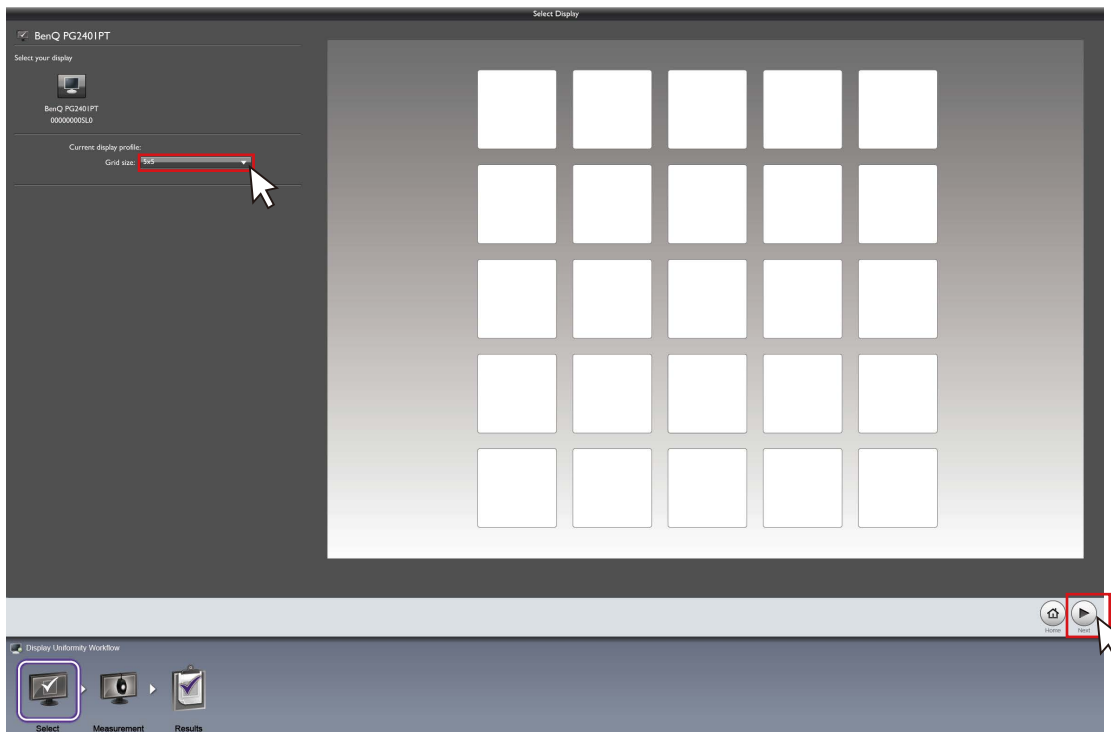 Select Display
BenQ PG2401PT
Select your display
BenQ PG2401PT
00000000SL0
Current display profile:
Grid size: 5x5
Home
Next
Display Uniformity Workflow
Select
Measurement
Results